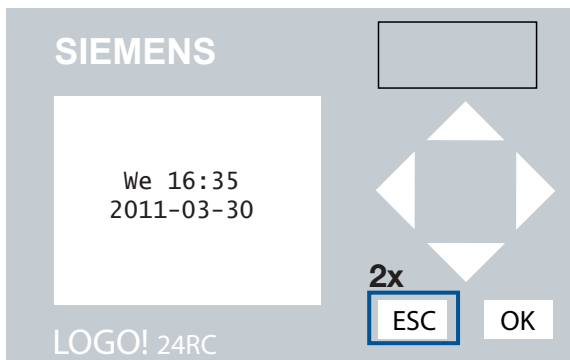 SIEMENS
We 16:35
2011-03-30
2x
ESC OK
LOGO! 24RC